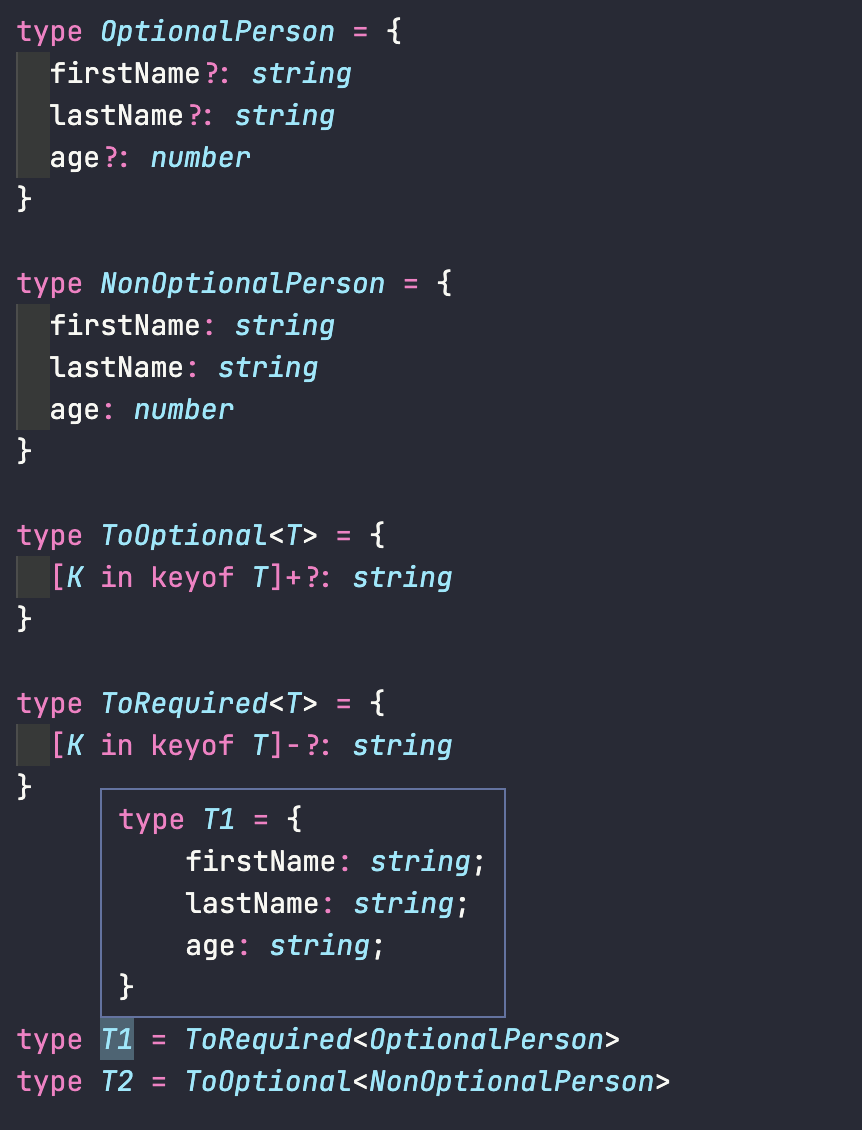 type OptionalPerson = {
firstName?: string
lastName?: string
age?: number
}
type NonOptionalPerson = {
firstName: string
lastName: string
age: number
}
type ToOptional<T> = {
[K in keyof T]+?: string
}
type ToRequired<T> = {
[K in keyof T]-?: string
}
type T1 = {
firstName: string;
lastName: string;
age: string;
}
type T1 = ToRequired<OptionalPerson>
type T2 = ToOptional<NonOptionalPerson>